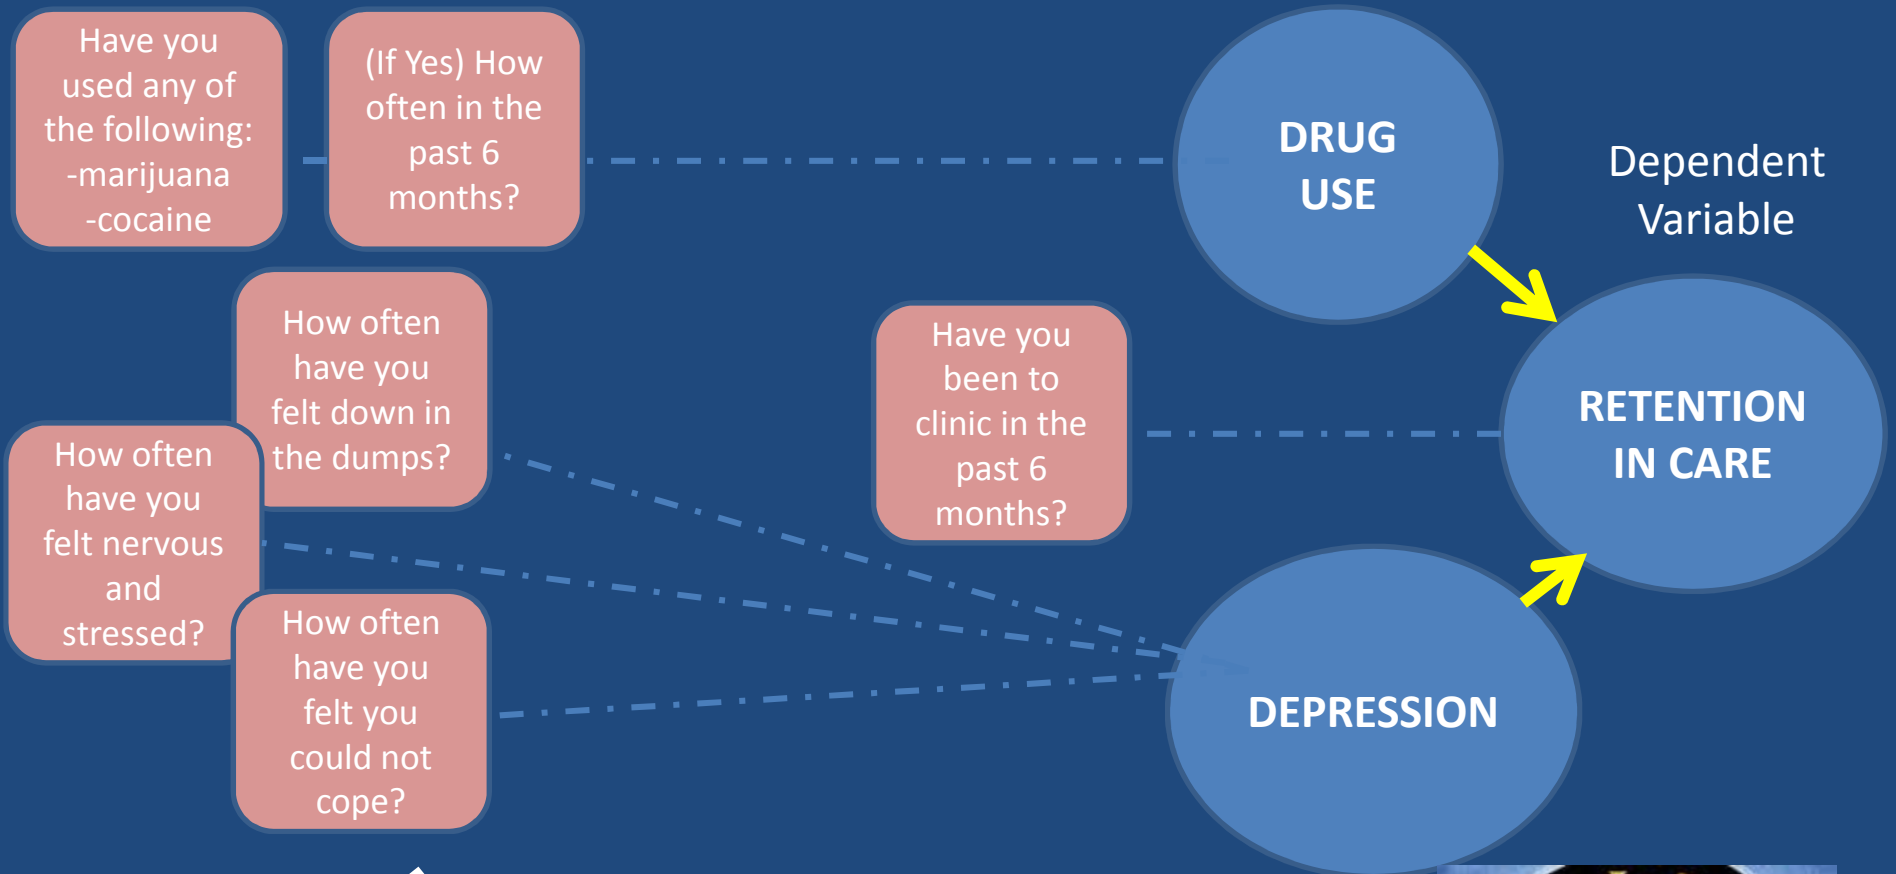 Have you
used any of
the following:
-marijuana
-cocaine
(If Yes) How
often in the
past 6
months?
DRUG
USE
Dependent
Variable
How often
have you
felt down in
the dumps?
Have you
been to
clinic in the
past 6
months?
RETENTION
IN CARE
How often
have you
felt nervous
and
stressed?
How often
have you
felt you
could not
cope?
DEPRESSION